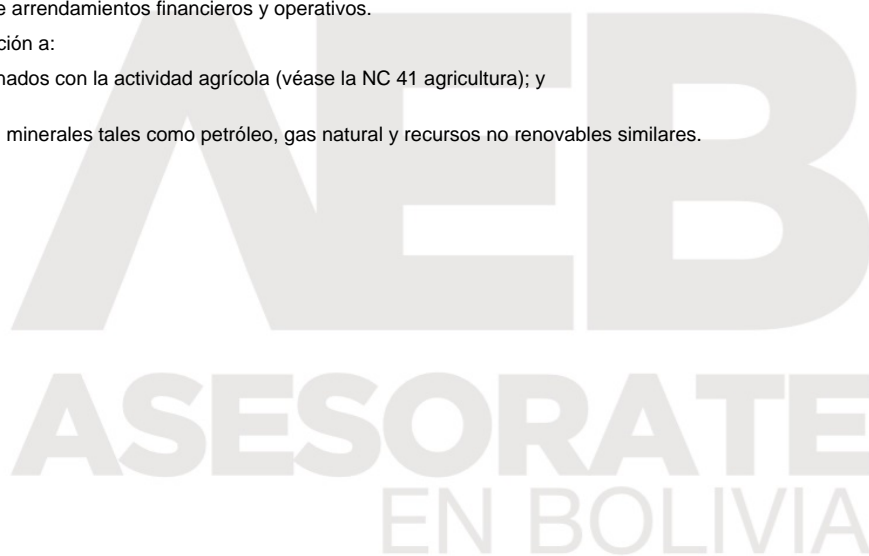 e arrendamientos financieros y operativos.
ción a:
nados con la actividad agrícola (véase la NC 41 agricultura); y
minerales tales como petróleo, gas natural y recursos no renovables similares.
AEB
ASESORATE
EN BOLIVIA